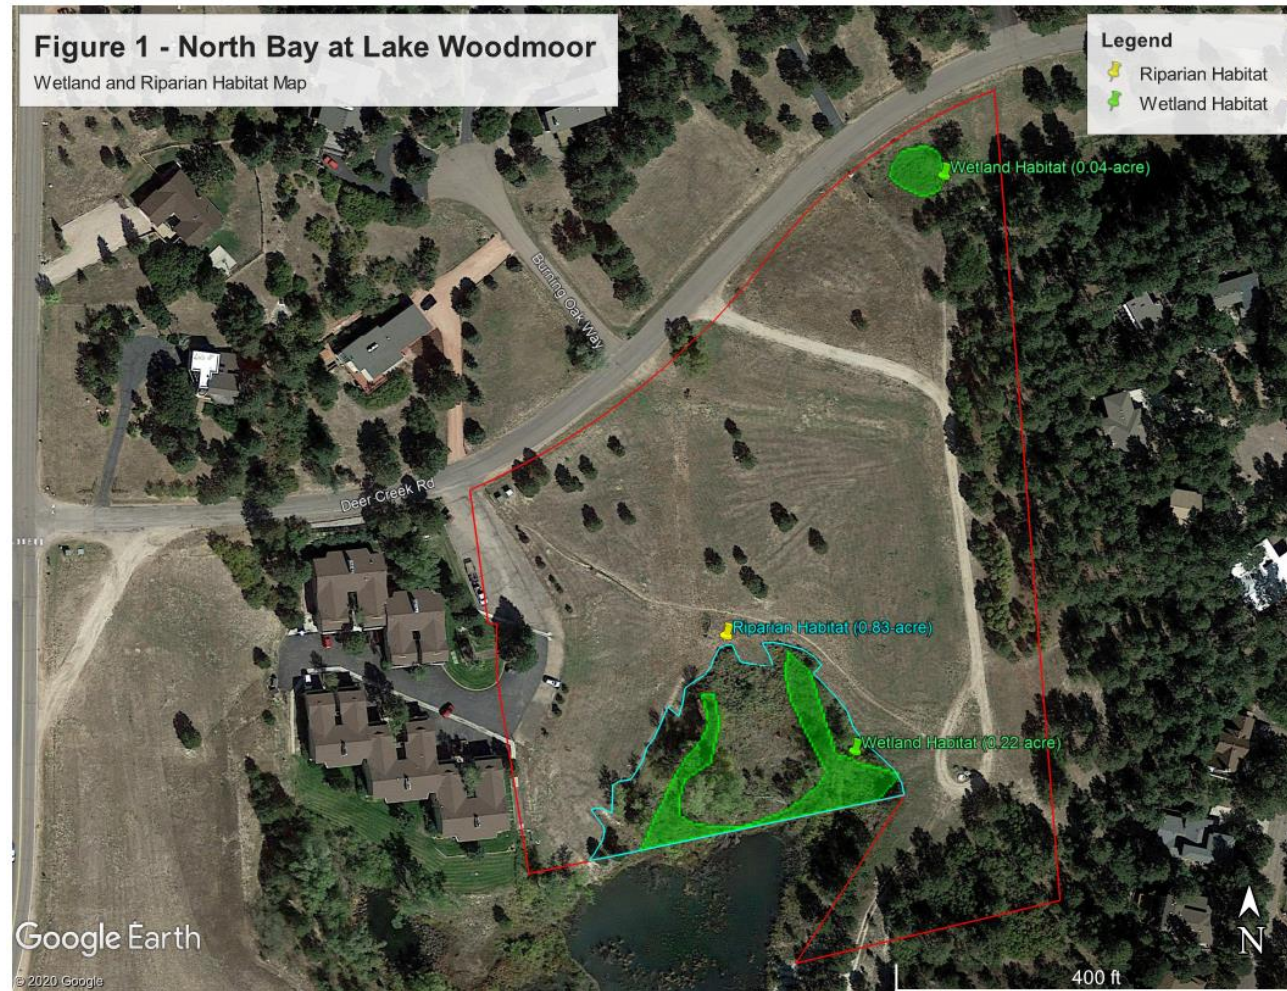 Figure 1 - North Bay at Lake Woodmoor
Wetland and Riparian Habitat Map
Legend
Riparian Habitat
Wetland Habitat
Wetland Habitat (0.04-acre)
Burning Oak Way
Deer Creek Rd
Riparian Habitat (0.83-acre)
Wetland Habitat (0.22-acre)
Google Earth
© 2020 Google
N
400 ft